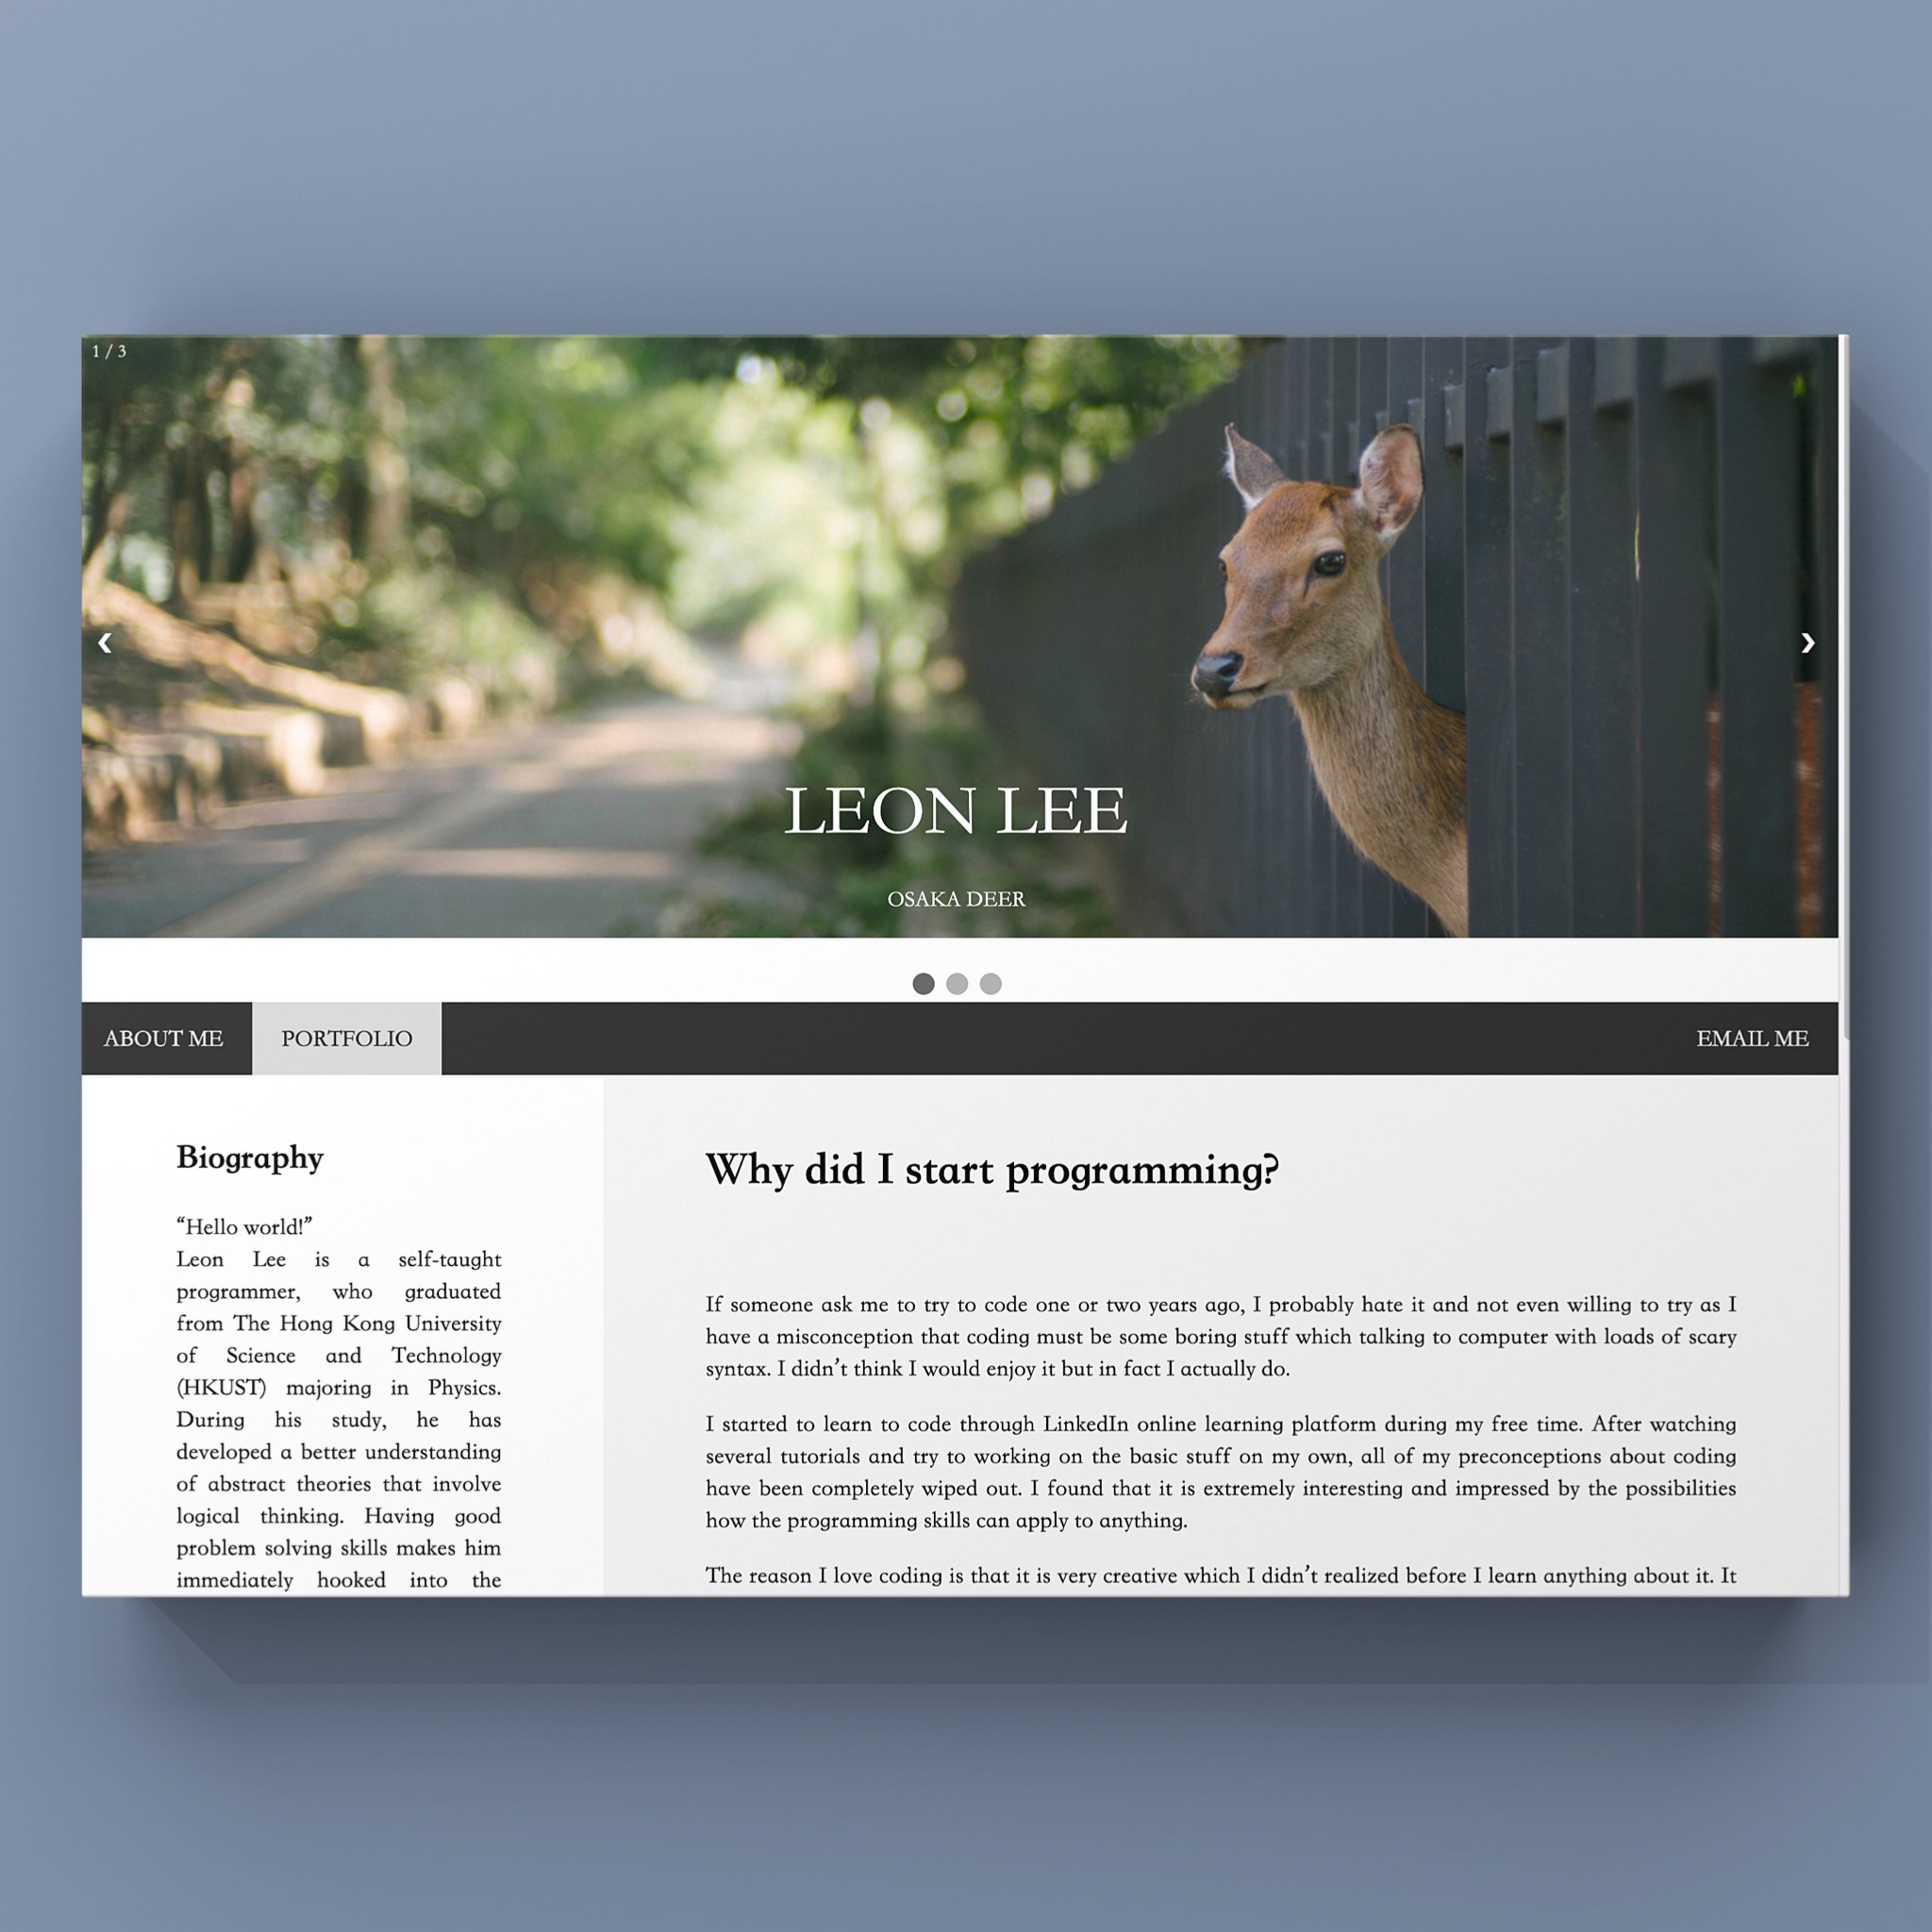 1 / 3
❮
❯
LEON LEE
OSAKA DEER
ABOUT ME
PORTFOLIO
EMAIL ME
Biography
“Hello world!”
Leon Lee is a self-taught
programmer, who graduated
from The Hong Kong University
of Science and Technology
(HKUST) majoring in Physics.
During his study, he has
developed a better understanding
of abstract theories that involve
logical thinking. Having good
problem solving skills makes him
immediately hooked into the
Why did I start programming?
If someone ask me to try to code one or two years ago, I probably hate it and not even willing to try as I
have a misconception that coding must be some boring stuff which talking to computer with loads of scary
syntax. I didn’t think I would enjoy it but in fact I actually do.
I started to learn to code through LinkedIn online learning platform during my free time. After watching
several tutorials and try to working on the basic stuff on my own, all of my preconceptions about coding
have been completely wiped out. I found that it is extremely interesting and impressed by the possibilities
how the programming skills can apply to anything.
The reason I love coding is that it is very creative which I didn’t realized before I learn anything about it. It